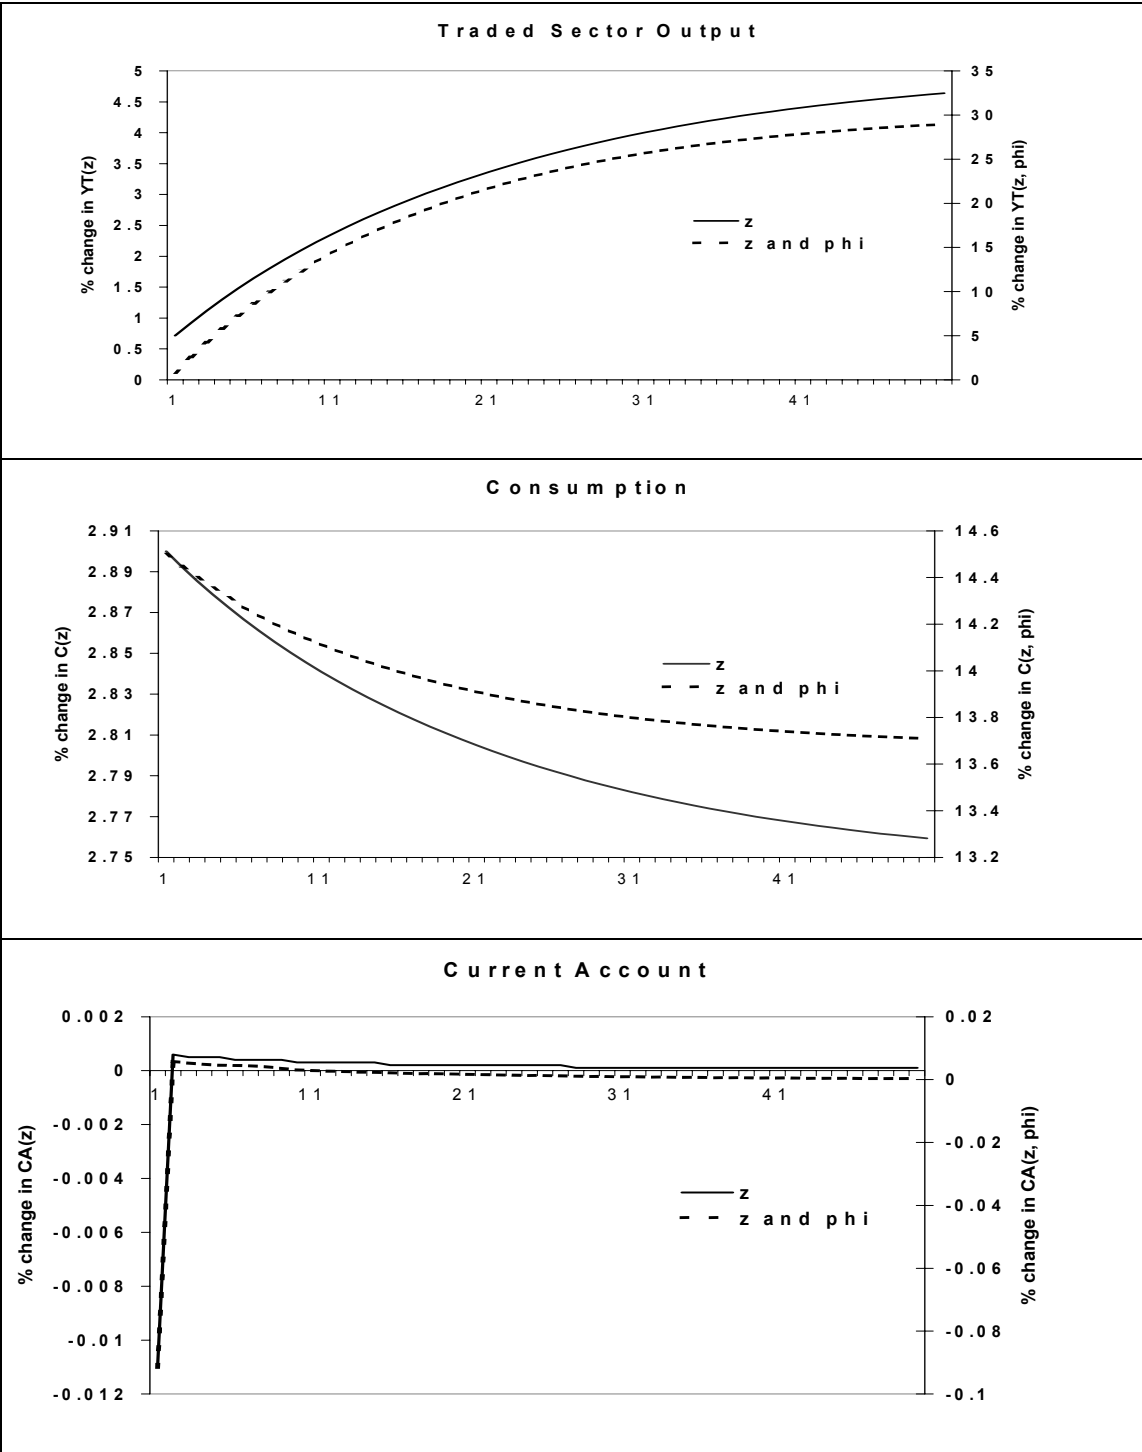 Traded Sector Output
5
4.5
4
3.5
3
2.5
2
1.5
1
0.5
0
% change in YT(z)
35
30
25
20
15
10
5
0
% change in YT(z, phi)
z
z and phi
1 11 21 31 41
Consumption
2.91
2.89
2.87
2.85
2.83
2.81
2.79
2.77
2.75
% change in C(z)
14.6
14.4
14.2
14
13.8
13.6
13.4
13.2
% change in C(z, phi)
z
z and phi
1 11 21 31 41
Current Account
0.002
0
-0.002
-0.004
-0.006
-0.008
-0.01
-0.012
% change in CA(z)
0.02
0
-0.02
-0.04
-0.06
-0.08
-0.1
% change in CA(z, phi)
1 11 21 31 41
z
z and phi